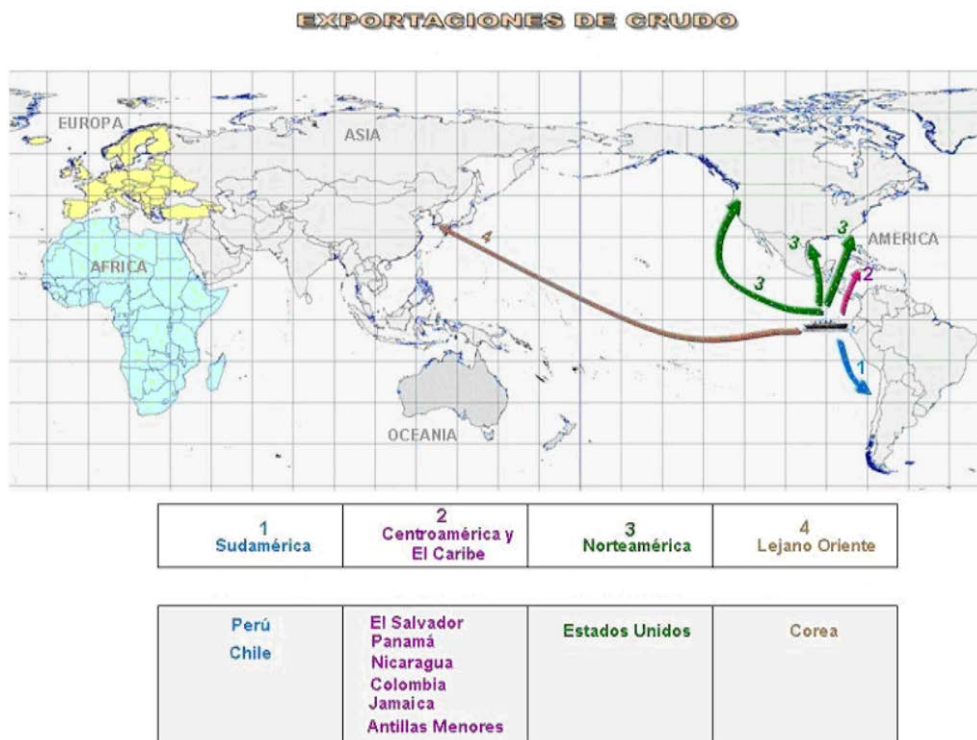 EXPORTACIONES DE CRUDO
EUROPA
ASIA
AFRICA
AMERICA
OCEANIA
4
3
3
3
2
1
1
Sudamérica
2
Centroamérica y
El Caribe
3
Norteamérica
4
Lejano Oriente
Perú
Chile
El Salvador
Panamá
Nicaragua
Colombia
Jamaica
Antillas Menores
Estados Unidos
Corea